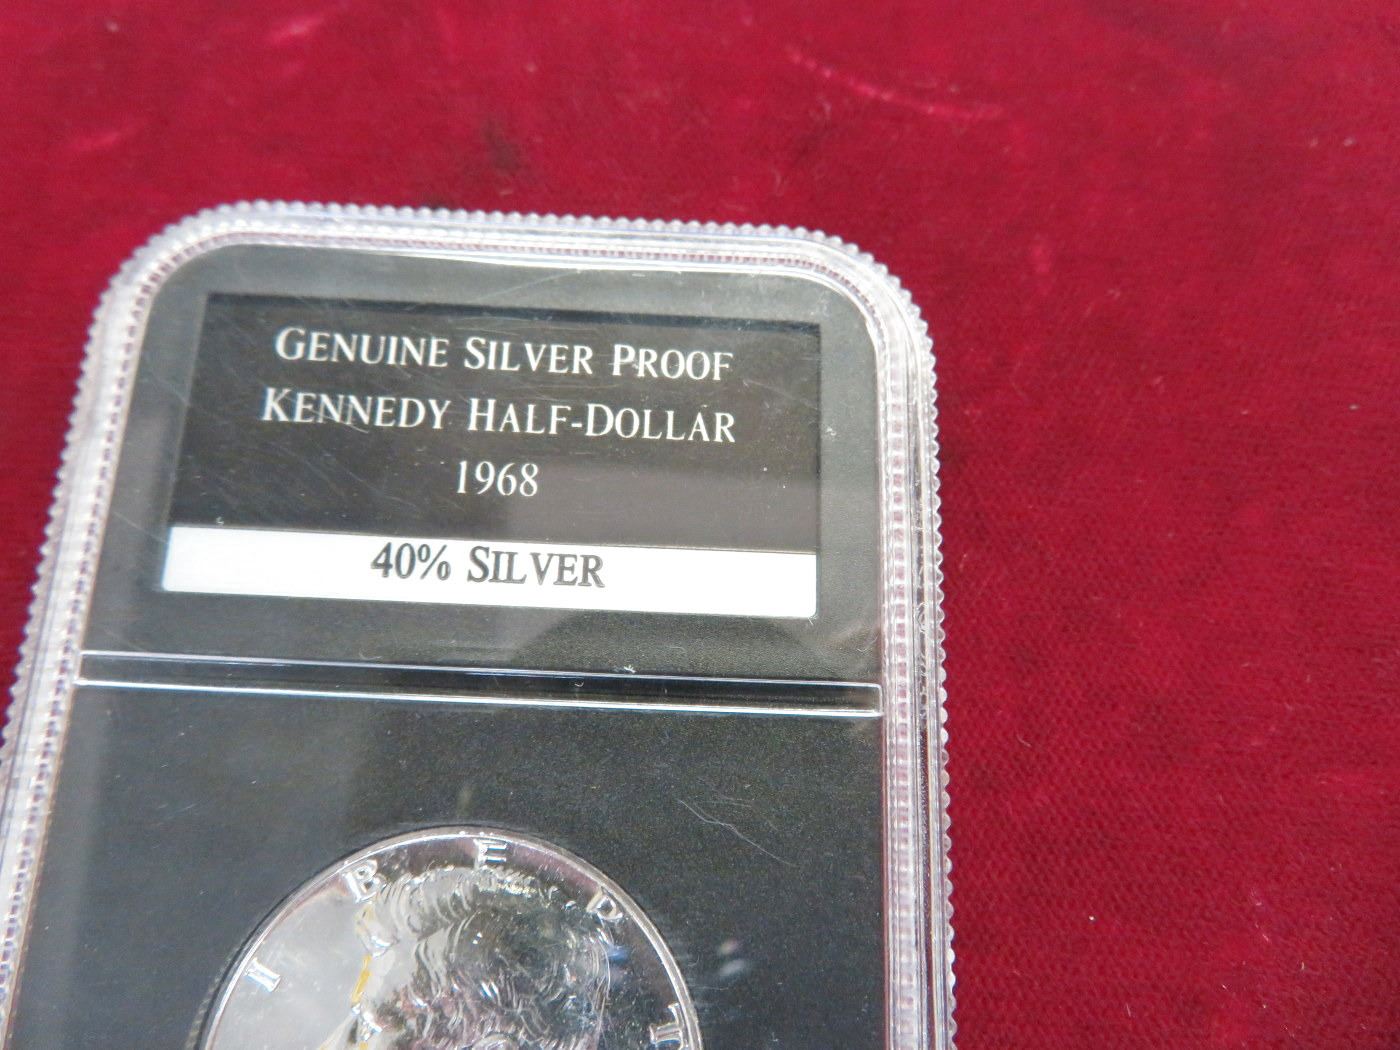 GENUINE SILVER PROOF
KENNEDY HALF-DOLLAR
1968
40% SILVER
I B E R T